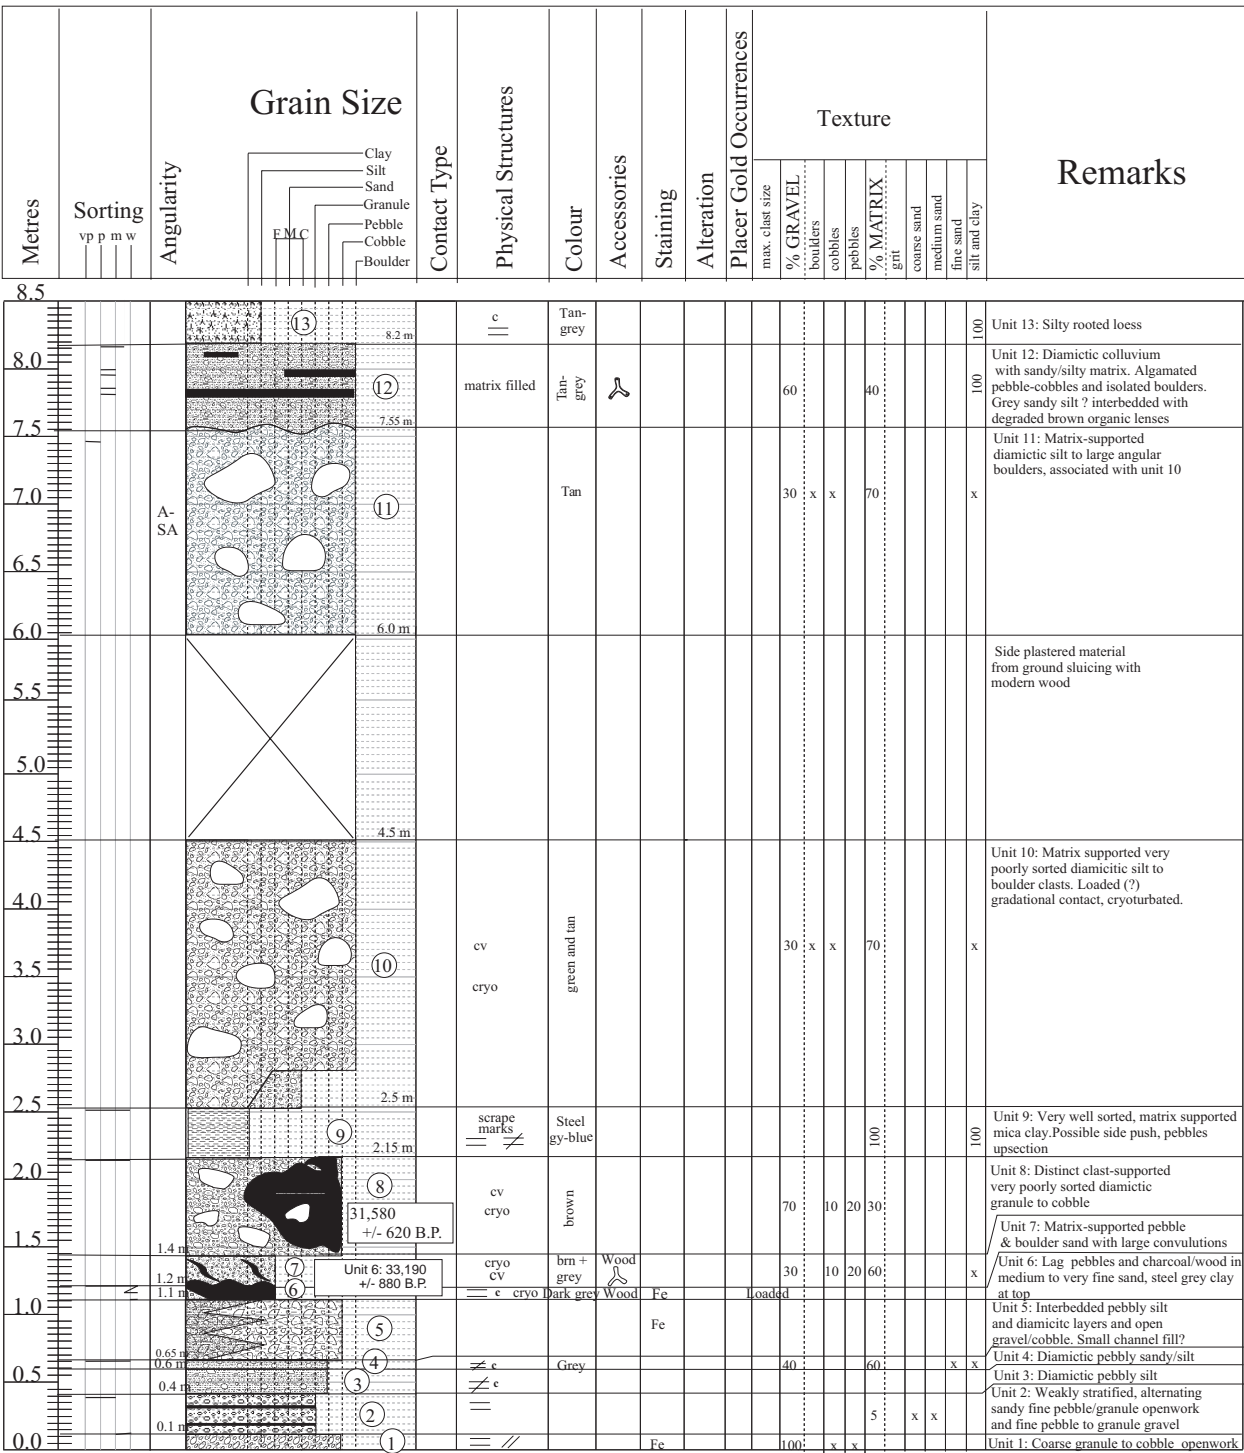 Metres
Sorting
vp p m w
Angularity
Grain Size
Clay
Silt
Sand
Granule
Pebble
Cobble
Boulder
F M C
Contact Type
Physical Structures
Colour
Accessories
Staining
Alteration
Placer Gold Occurrences
Texture
max. clast size
% GRAVEL
boulders
cobbles
pebbles
% MATRIX
grit
coarse sand
medium sand
fine sand
silt and clay
Remarks
8.5
13
8.2 m
c
Tan-
grey
100
Unit 13: Silty rooted loess
8.0
12
7.55 m
matrix filled
Tan-
grey
60
40
100
Unit 12: Diamictic colluvium
with sandy/silty matrix. Algamated
pebble-cobbles and isolated boulders.
Grey sandy silt ? interbedded with
degraded brown organic lenses
7.5
7.0
6.5
6.0
A-
SA
11
6.0 m
Tan
30 x x 70 x
Unit 11: Matrix-supported
diamictic silt to large angular
boulders, associated with unit 10
5.5
5.0
4.5
4.5 m
Side plastered material
from ground sluicing with
modern wood
4.0
3.5
3.0
2.5
10
2.5 m
cv
cryo
green and tan
30 x x 70 x
Unit 10: Matrix supported very
poorly sorted diamicitic silt to
boulder clasts. Loaded (?)
gradational contact, cryoturbated.
9
2.15 m
scrape
marks
Steel
gy-blue
100
100
Unit 9: Very well sorted, matrix supported
mica clay.Possible side push, pebbles
upsection
2.0
1.5
8
31,580
+/- 620 B.P.
1.4 m
cv
cryo
brown
70 10 20 30
Unit 8: Distinct clast-supported
very poorly sorted diamictic
granule to cobble
7
1.2 m
Unit 6: 33,190
+/- 880 B.P.
cryo
cv
brn +
grey
Wood
30 10 20 60 x
Unit 7: Matrix-supported pebble
& boulder sand with large convulutions
6
1.1 m
c cryo Dark grey Wood Fe Loaded
Unit 6: Lag pebbles and charcoal/wood in
medium to very fine sand, steel grey clay
at top
1.0
5
0.65 m
Fe
Unit 5: Interbedded pebbly silt
and diamicitc layers and open
gravel/cobble. Small channel fill?
4
0.6 m
c Grey 40 60 x x
Unit 4: Diamictic pebbly sandy/silt
0.5
3
0.4 m
c
Unit 3: Diamictic pebbly silt
2
0.1 m
5 x x
Unit 2: Weakly stratified, alternating
sandy fine pebble/granule openwork
and fine pebble to granule gravel
0.0
1
Fe 100 x x
Unit 1: Coarse granule to cobble openwork